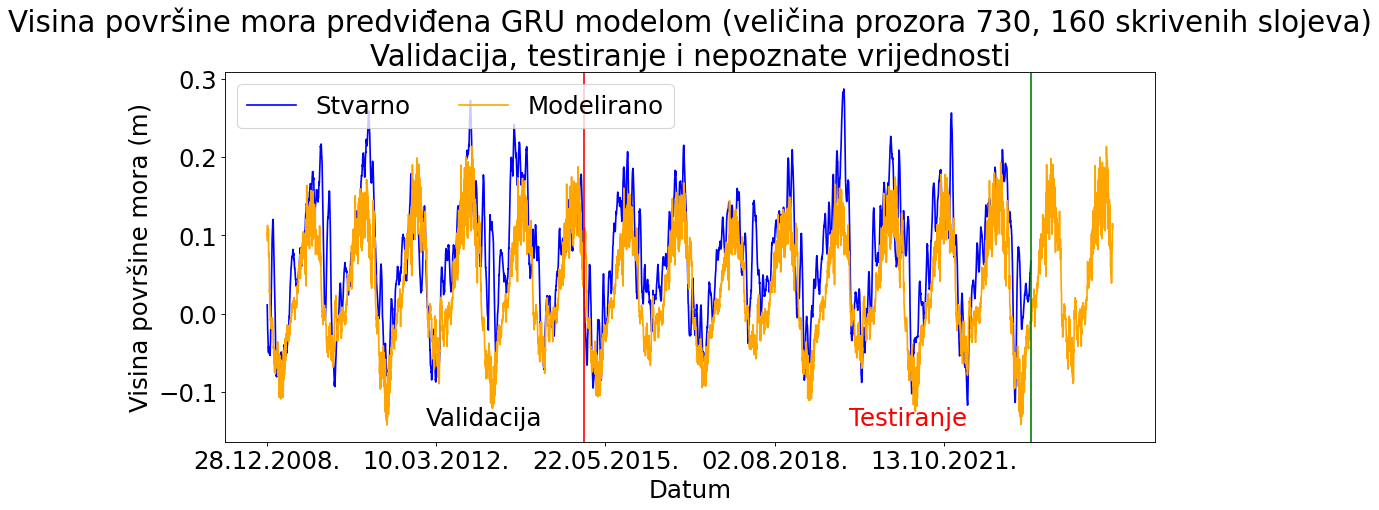 Visina površine mora predviđena GRU modelom (veličina prozora 730, 160 skrivenih slojeva)
Validacija, testiranje i nepoznate vrijednosti
Stvarno
Modelirano
Visina površine mora (m)
0.3
0.2
0.1
0.0
−0.1
Validacija
Testiranje
28.12.2008.
10.03.2012.
22.05.2015.
02.08.2018.
13.10.2021.
Datum